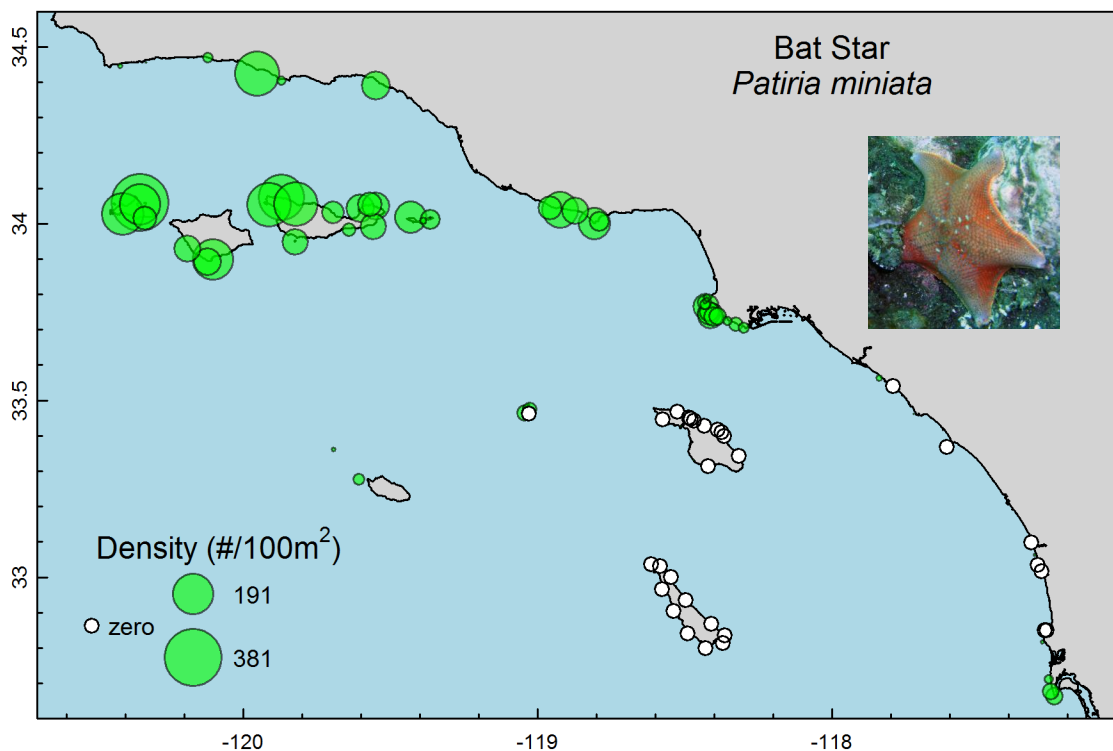 Bat Star
Patiria miniata
34.5
34
33.5
33
Density (#/100m²)
191
zero
381
-120
-119
-118